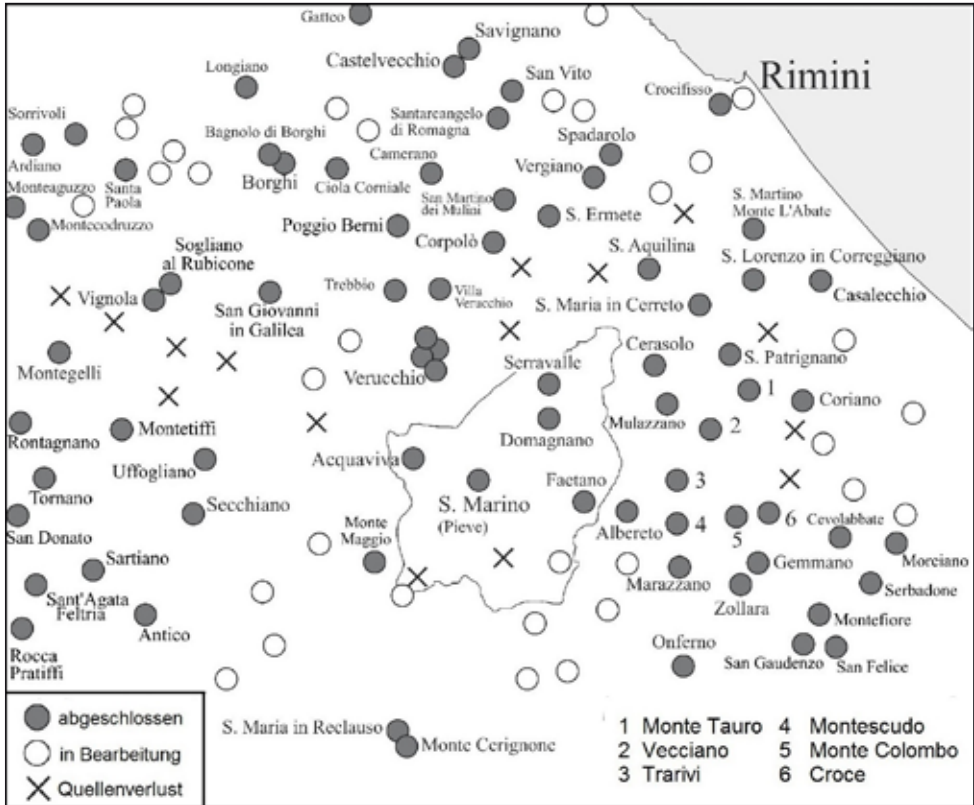 Gatteo
Savignano
Castelvecchio
Rimini
Longiano
San Vito
Crocifisso
Sorrivoli
Santarcangelo
di Romagna
Spadarolo
Bagnolo di Borghi
Camerano
Vergiano
Ardiano
Borghi
Ciola Corniale
Monteaguzzo
Santa
Paola
San Martino
dei Mulini
S. Martino
Monte L'Abate
Montecodruzzo
Poggio Berni
S. Ermete
Sogliano
al Rubicone
Corpolò
S. Aquilina
S. Lorenzo in Correggiano
Trebbio
Villa
Verucchio
Casalecchio
Vignola
San Giovanni
in Galilea
S. Maria in Cerreto
Montegelli
Verucchio
Serravalle
Cerasolo
S. Patrignano
1
Coriano
Mulazzano
2
Rontagnano
Montetiffi
Domagnano
Uffogliano
Acquaviva
Tornano
S. Marino
(Pieve)
Faetano
3
Secchiano
San Donato
Monte
Maggio
Albereto
4
5
6
Cevolabbate
Sartiano
Gemmano
Morciano
Marazzano
Sant'Agata
Feltria
Zollara
Serbadone
Antico
Montefiore
Rocca
Pratiffi
Onferno
San Gaudenzo
San Felice
S. Maria in Reclauso
Monte Cerignone
abgeschlossen
in Bearbeitung
Quellenverlust
1 Monte Tauro 4 Montescudo
2 Vecciano 5 Monte Colombo
3 Trarivi 6 Croce